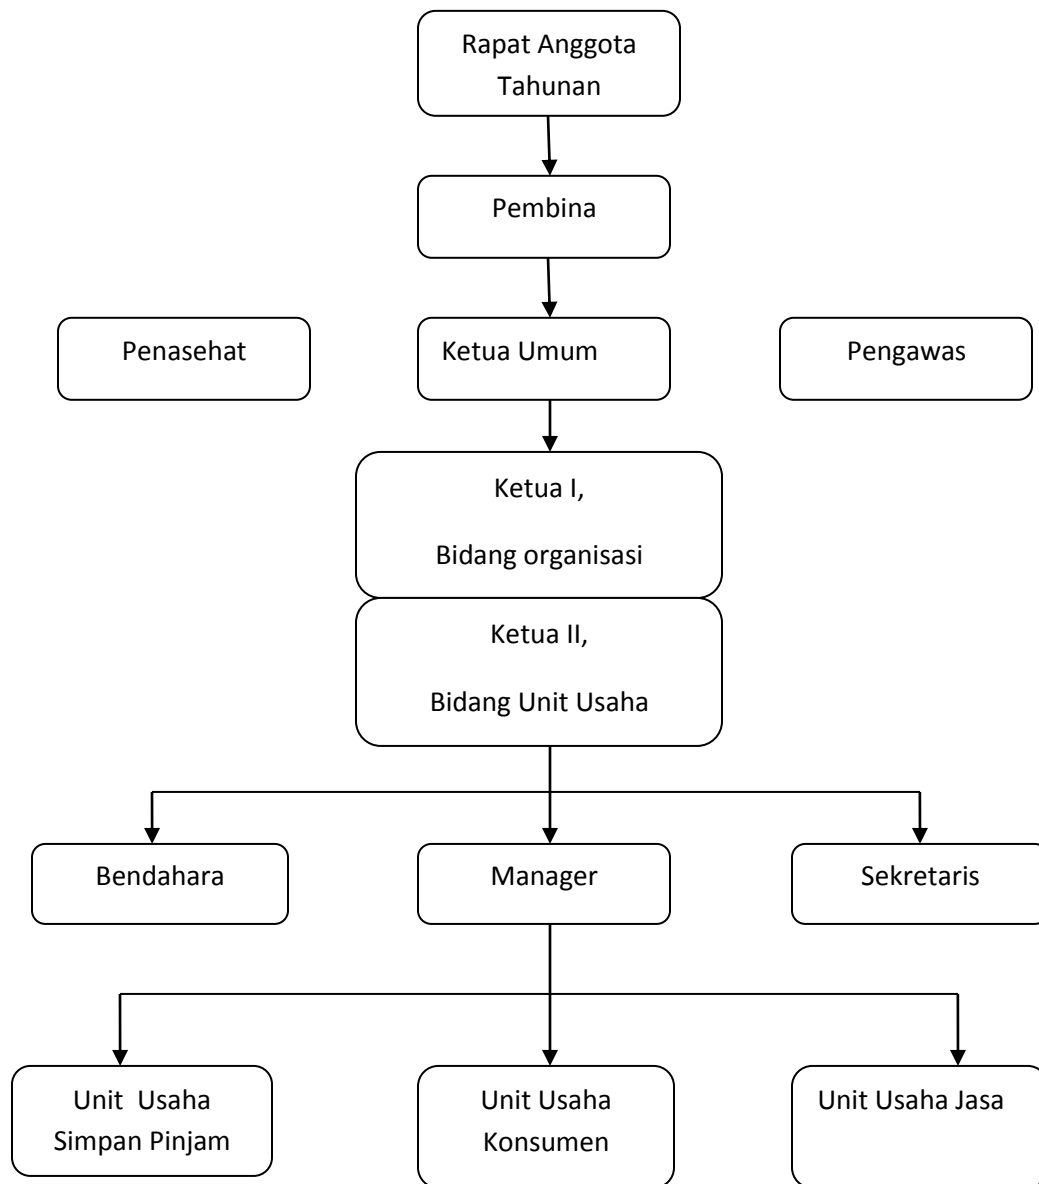 Rapat Anggota
Tahunan
Pembina
Penasehat
Ketua Umum
Pengawas
Ketua I,
Bidang organisasi
Ketua II,
Bidang Unit Usaha
Bendahara
Manager
Sekretaris
Unit Usaha
Simpan Pinjam
Unit Usaha
Konsumen
Unit Usaha Jasa